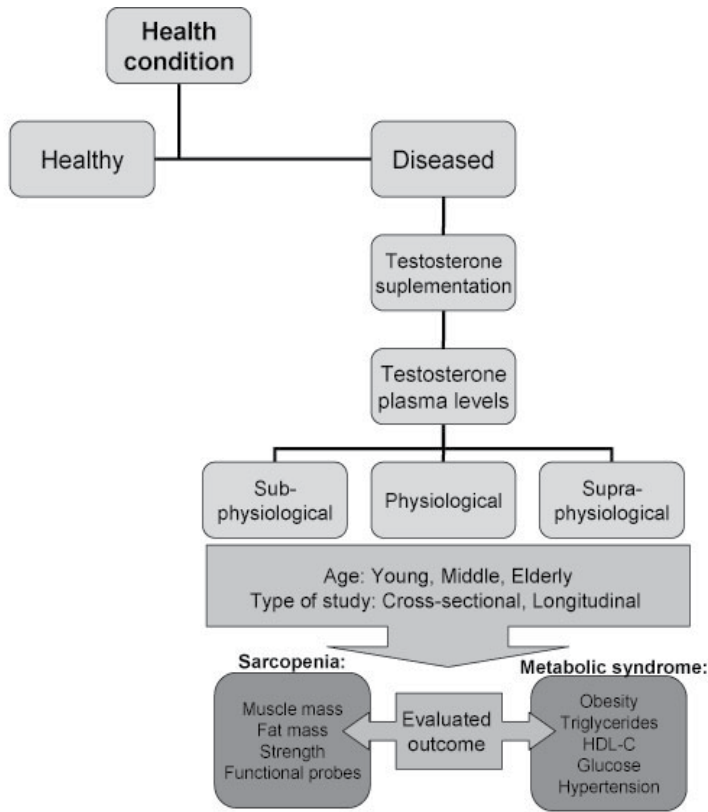 Health
condition
Healthy
Diseased
Testosterone
suplementation
Testosterone
plasma levels
Sub-
physiological
Physiological
Supra-
physiological
Age: Young, Middle, Elderly
Type of study: Cross-sectional, Longitudinal
Sarcopenia:
Muscle mass
Fat mass
Strength
Functional probes
Evaluated
outcome
Metabolic syndrome:
Obesity
Triglycerides
HDL-C
Glucose
Hypertension